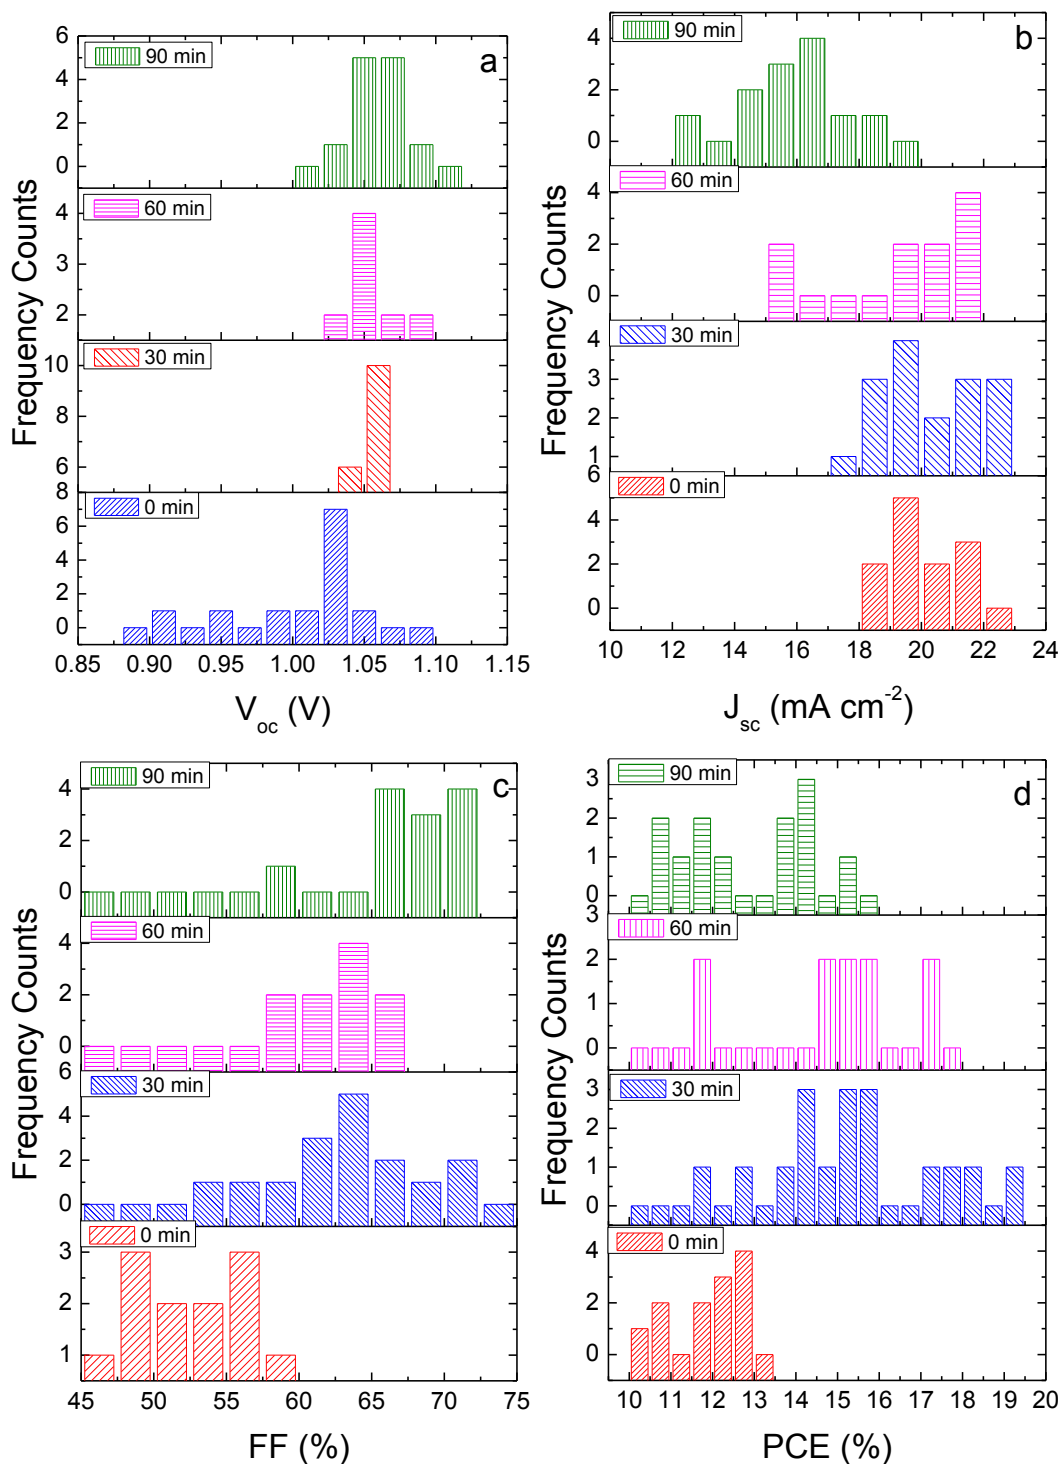 a
90 min
6
4
2
0
60 min
4
3
2
30 min
10
8
6
8
0 min
6
4
2
0
0.85 0.90 0.95 1.00 1.05 1.10 1.15
Frequency Counts
V_oc (V)
b
90 min
4
2
0
60 min
4
2
0
30 min
4
3
2
1
6
0 min
4
2
0
10 12 14 16 18 20 22 24
Frequency Counts
J_sc (mA cm⁻²)
c
90 min
4
2
0
60 min
4
2
0
6
30 min
4
2
0
0 min
3
2
1
45 50 55 60 65 70 75
Frequency Counts
FF (%)
d
90 min
3
2
1
0
3
60 min
2
1
0
30 min
3
2
1
0
0 min
4
2
0
10 11 12 13 14 15 16 17 18 19 20
Frequency Counts
PCE (%)